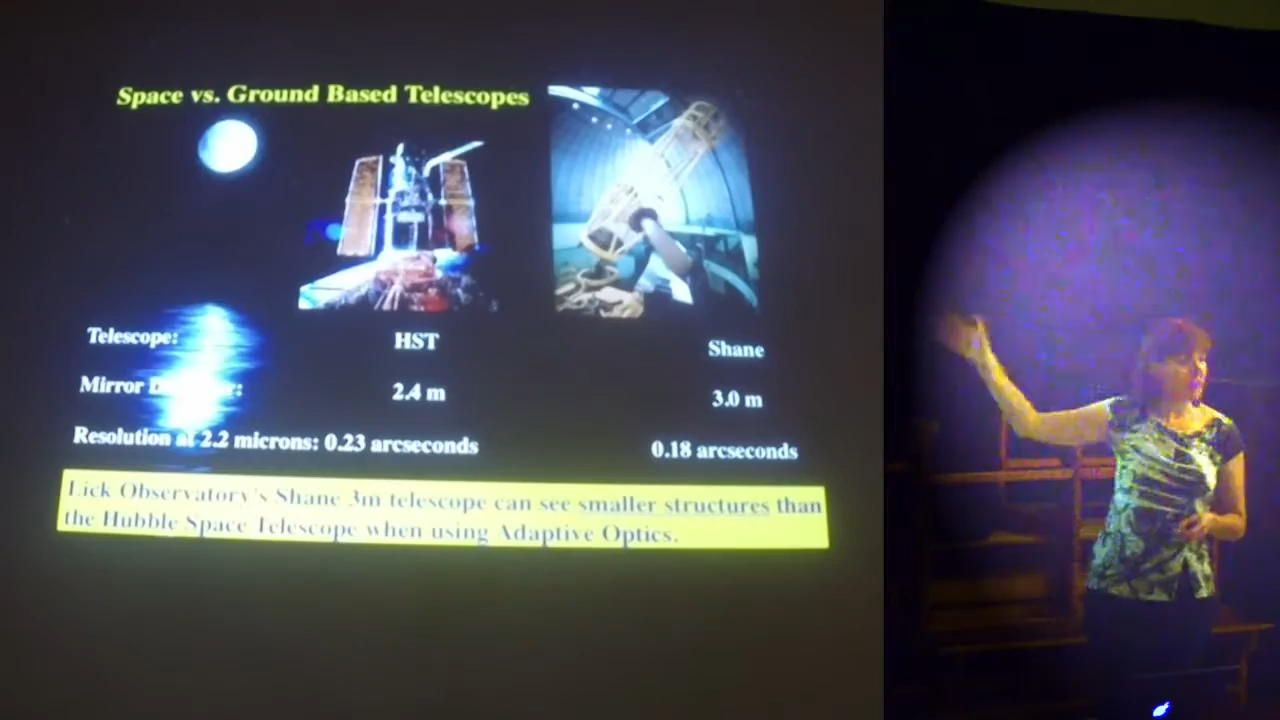 Space vs. Ground Based Telescopes
Telescope: HST Shane
Mirror 2.4 m 3.0 m
Resolution at 2.2 microns: 0.23 arcseconds 0.18 arcseconds
Lick Observatory's Shane 3m telescope can see smaller structures than
the Hubble Space Telescope when using Adaptive Optics.